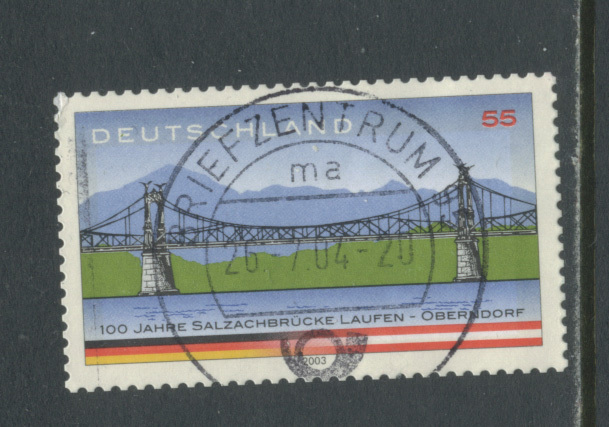 DEUTSCHLAND 55
BRIEFZENTRUM
ma
26.-7.04-20
100 JAHRE SALZACHBRÜCKE LAUFEN - OBERNDORF
2003